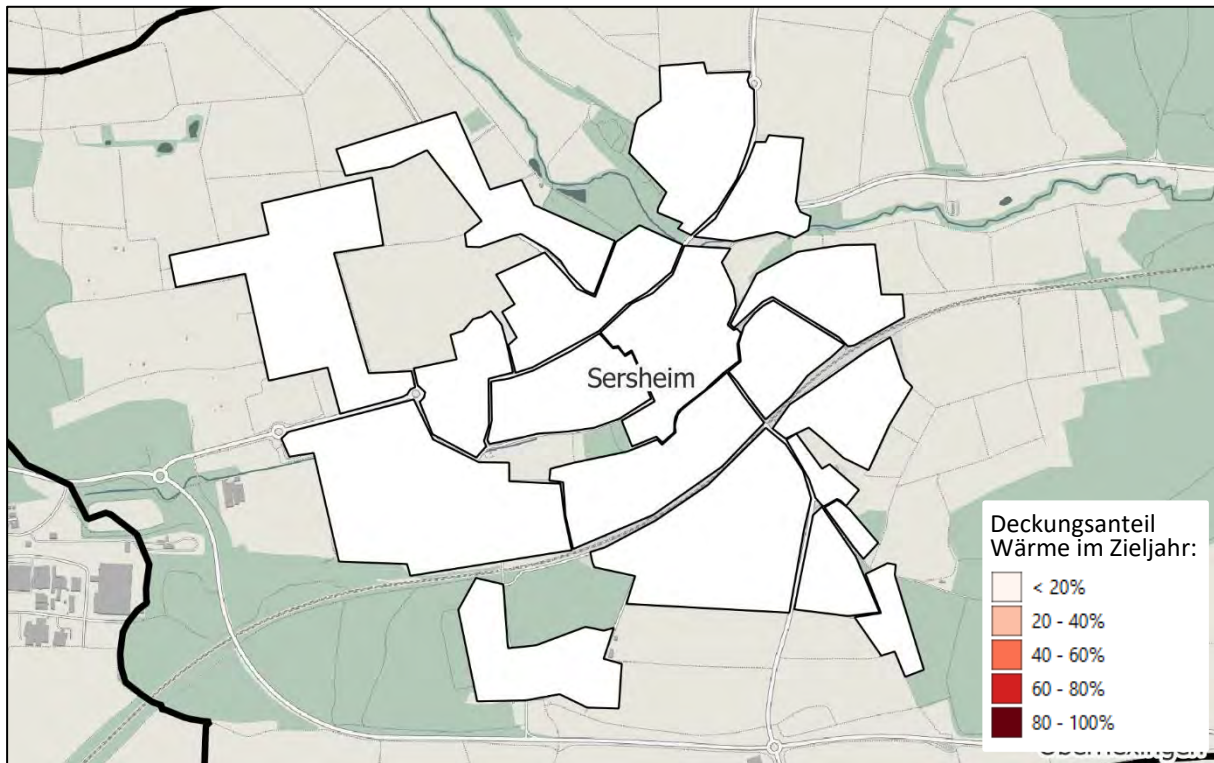 Sersheim
Deckungsanteil
Wärme im Zieljahr:
< 20%
20 - 40%
40 - 60%
60 - 80%
80 - 100%